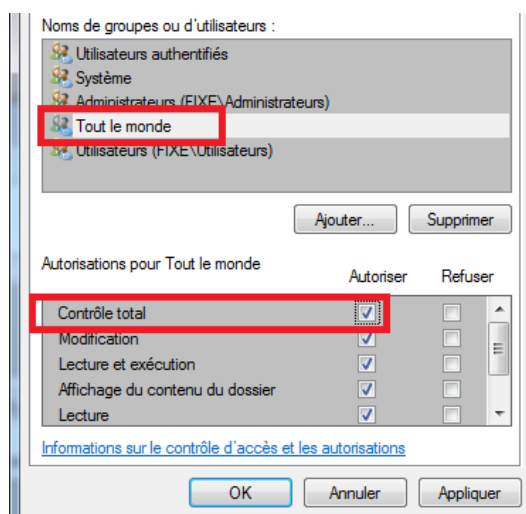 Noms de groupes ou d'utilisateurs :
Utilisateurs authentifiés
Système
Administrateurs (FIXE\Administrateurs)
Tout le monde
Utilisateurs (FIXE\Utilisateurs)
Ajouter... Supprimer
Autorisations pour Tout le monde Autoriser Refuser
Contrôle total
Modification
Lecture et exécution
Affichage du contenu du dossier
Lecture
Informations sur le contrôle d'accès et les autorisations
OK Annuler Appliquer